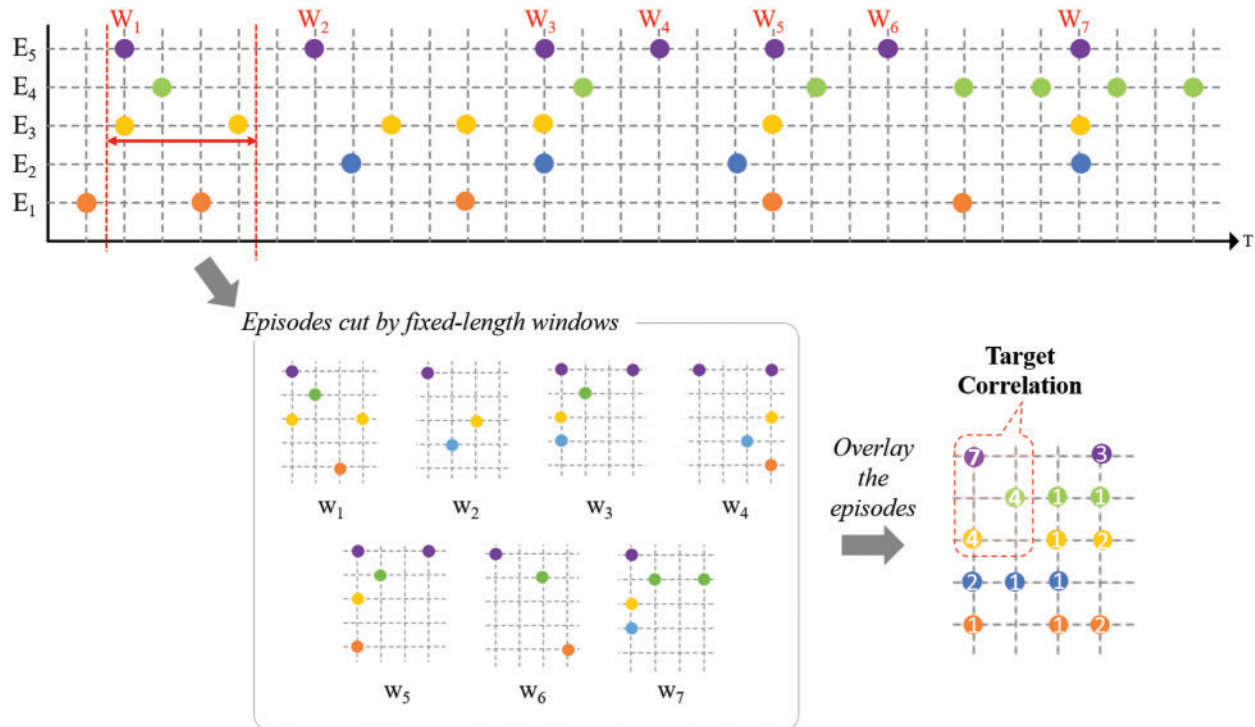 W1 W2 W3 W4 W5 W6 W7
E5
E4
E3
E2
E1
T
Episodes cut by fixed-length windows
w1 w2 w3 w4
w5 w6 w7
Overlay
the
episodes
Target
Correlation
7 3
4 1 1
4 1 2
2 1 1
1 1 2